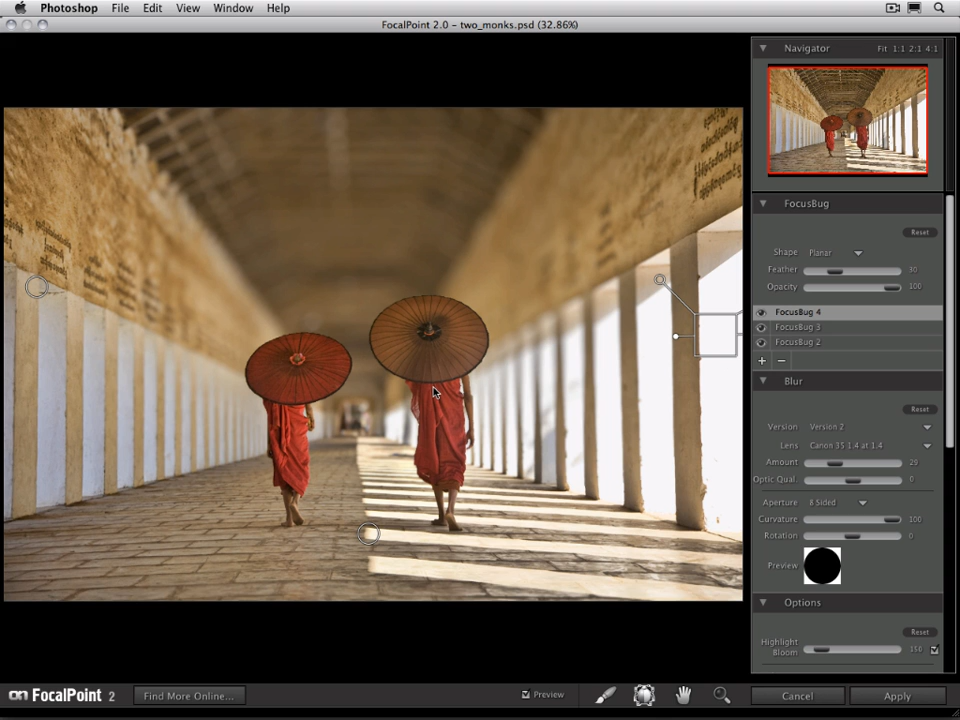 Photoshop File Edit View Window Help
FocalPoint 2.0 - two_monks.psd (32.86%)
Navigator Fit 1:1 2:1 4:1
FocusBug
Reset
Shape Planar
Feather 30
Opacity 100
FocusBug 4
FocusBug 3
FocusBug 2
Blur
Reset
Version Version 2
Lens Canon 35 1.4 at 1.4
Amount 29
Optic Qual. 0
Aperture 8 Sided
Curvature 100
Rotation 0
Preview
Options
Reset
Highlight
Bloom 150
on FocalPoint 2 Find More Online... Preview Cancel Apply